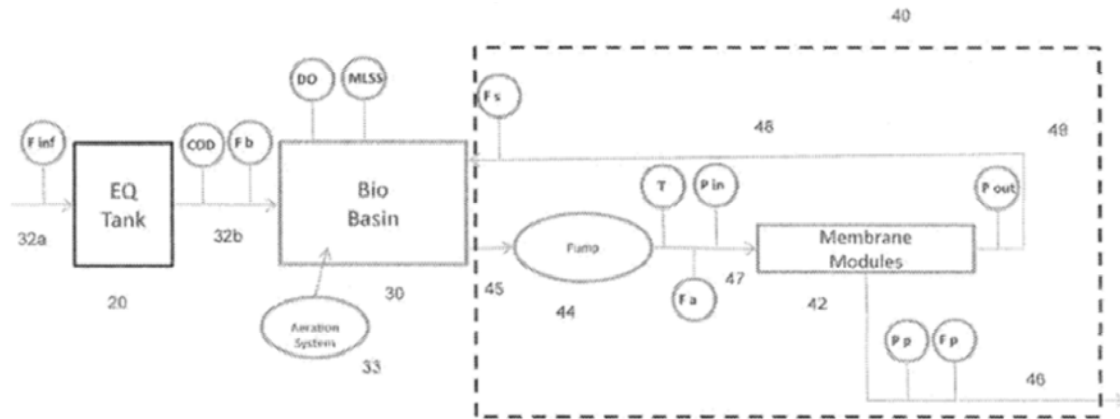 40
DO
MLSS
F s
F inf
COD
F b
48
49
EQ
Tank
Bio
Basin
T
P in
P out
Pump
Membrane
Modules
32a
32b
45
47
20
30
44
F a
42
Aeration
System
33
P p
F p
46